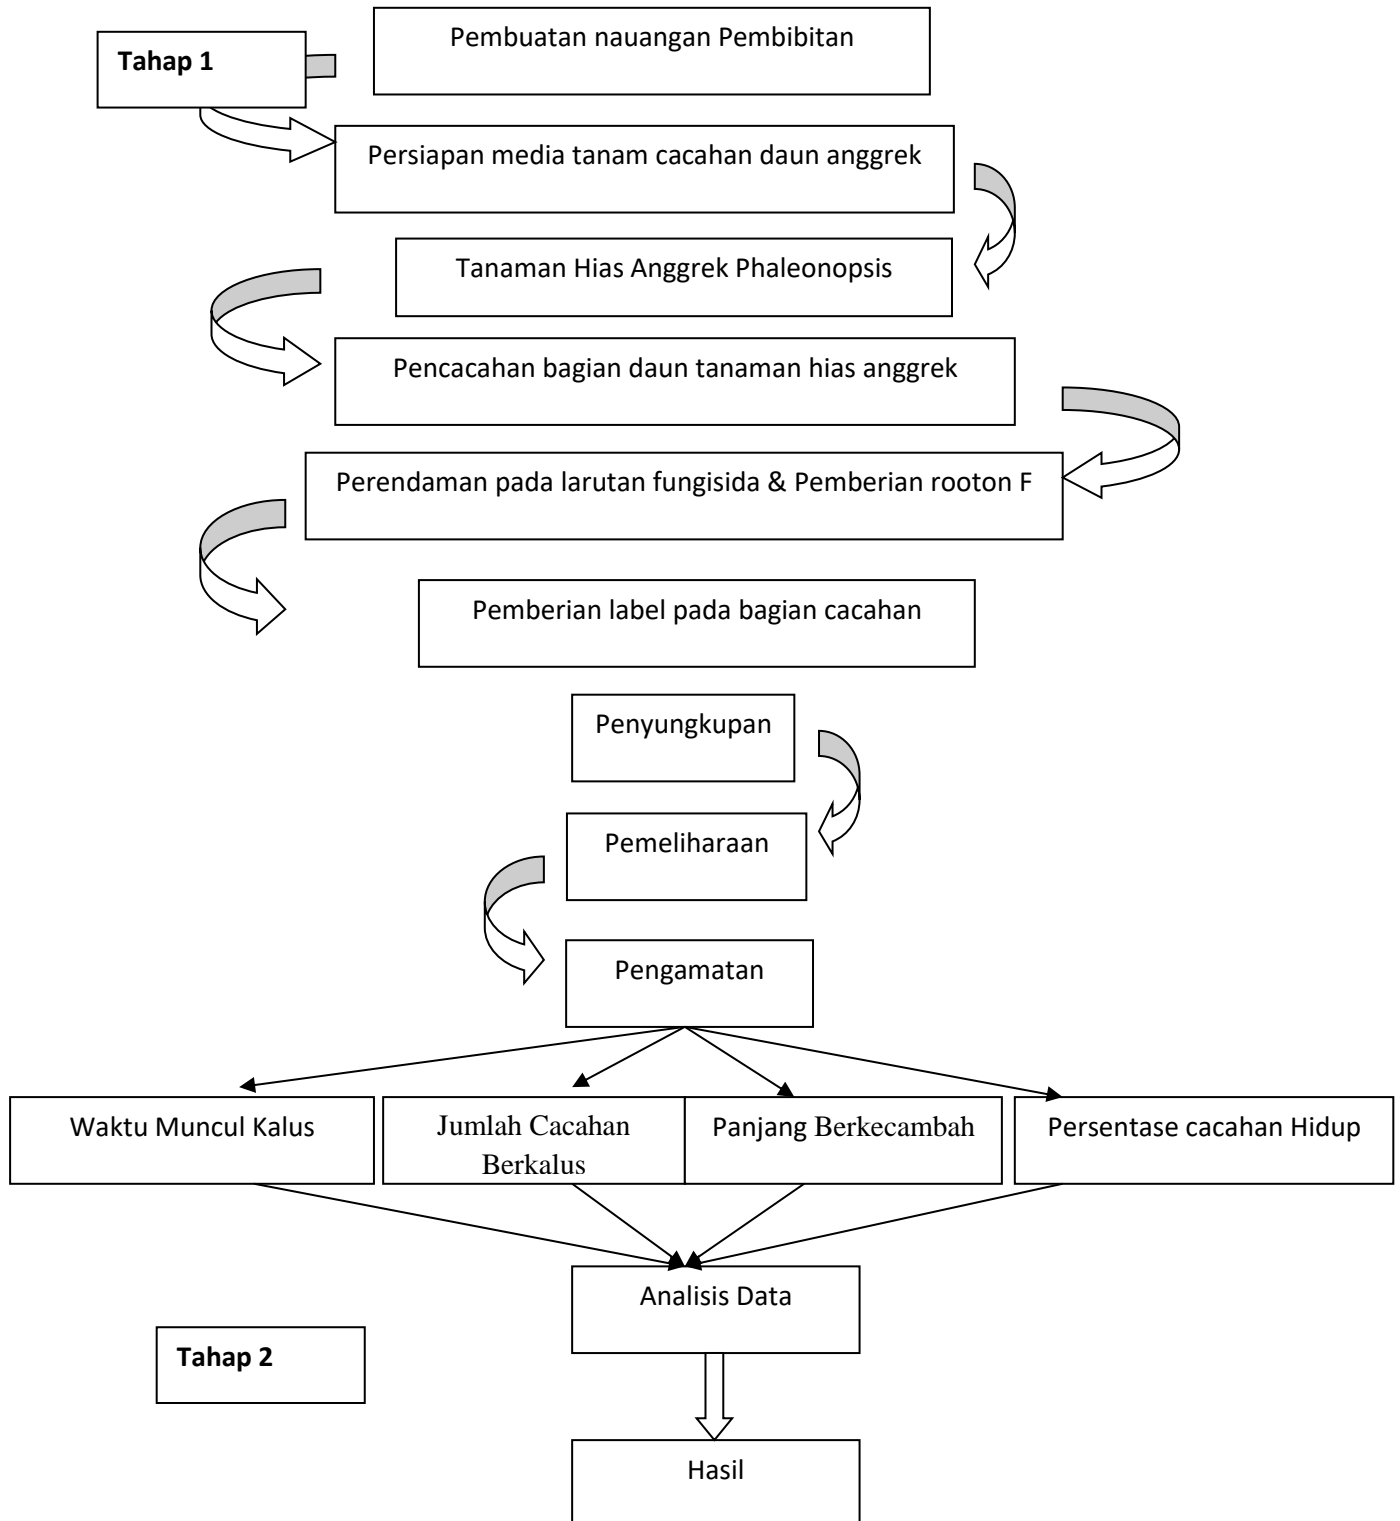 Pembuatan nauangan Pembibitan
Tahap 1
Persiapan media tanam cacahan daun anggrek
Tanaman Hias Anggrek Phaleonopsis
Pencacahan bagian daun tanaman hias anggrek
Perendaman pada larutan fungisida & Pemberian rooton F
Pemberian label pada bagian cacahan
Penyungkupan
Pemeliharaan
Pengamatan
Waktu Muncul Kalus
Jumlah Cacahan
Berkalus
Panjang Berkecambah
Persentase cacahan Hidup
Analisis Data
Tahap 2
Hasil